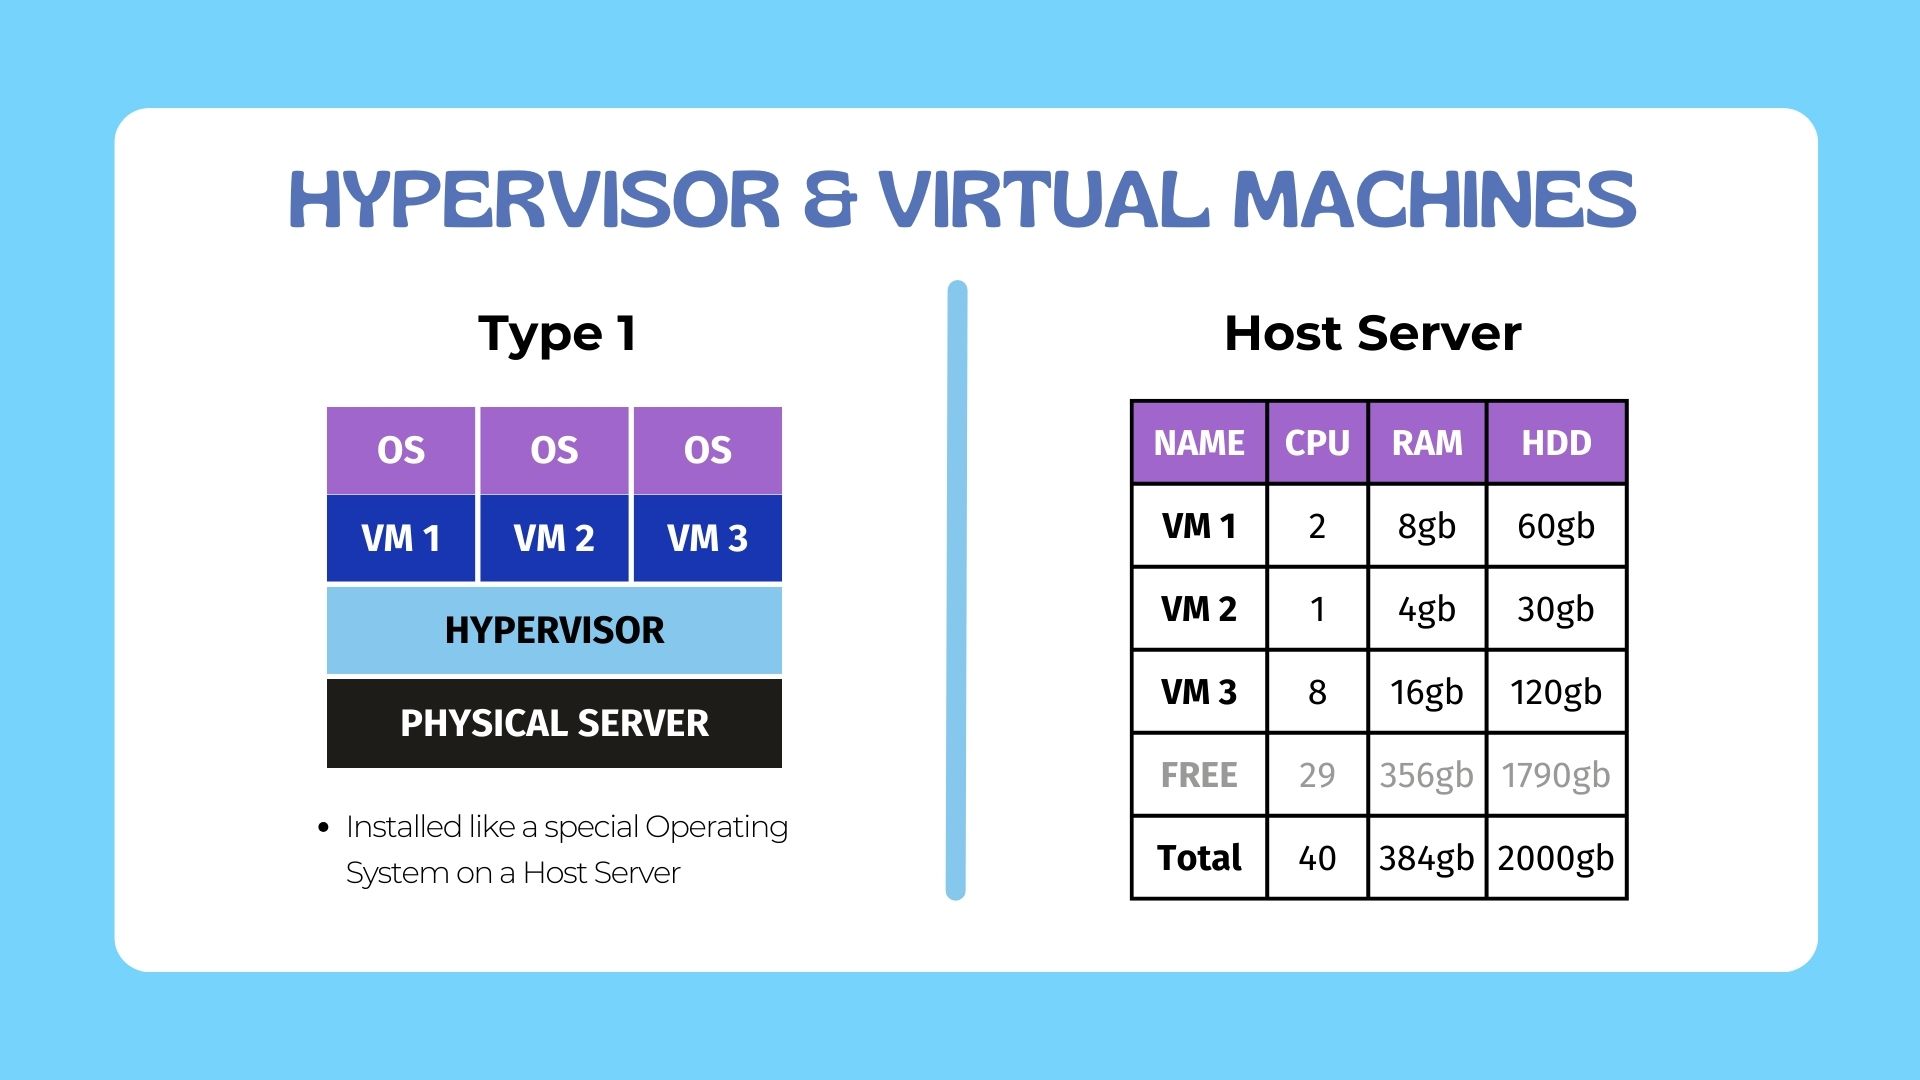 HYPERVISOR & VIRTUAL MACHINES
Type 1
OS OS OS
VM 1 VM 2 VM 3
HYPERVISOR
PHYSICAL SERVER
• Installed like a special Operating
System on a Host Server
Host Server
NAME CPU RAM HDD
VM 1 2 8gb 60gb
VM 2 1 4gb 30gb
VM 3 8 16gb 120gb
FREE 29 356gb 1790gb
Total 40 384gb 2000gb